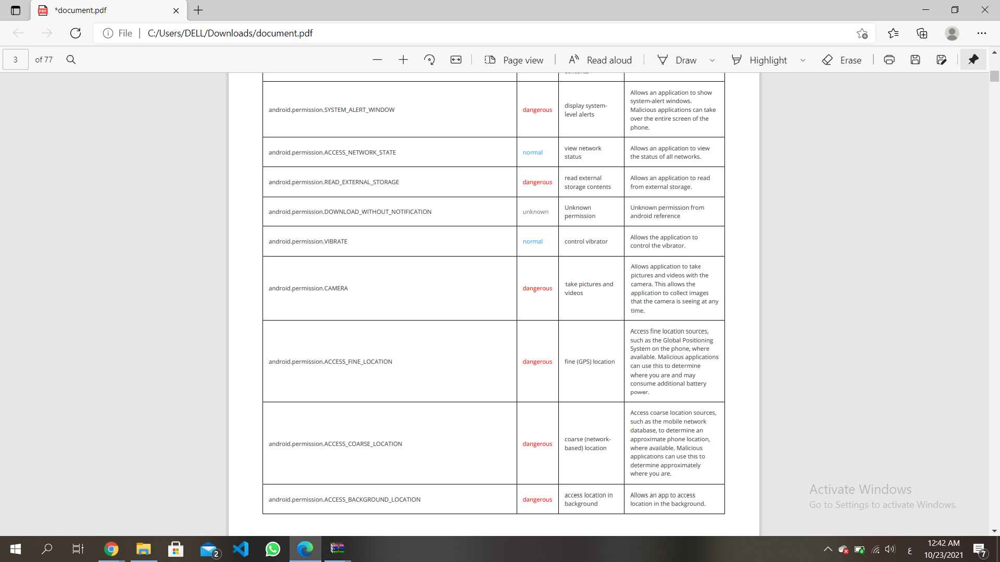 *document.pdf
File
C:/Users/DELL/Downloads/document.pdf
3 of 77
Page view
Read aloud
Draw
Highlight
Erase
android.permission.SYSTEM_ALERT_WINDOW
dangerous
display system-
level alerts
Allows an application to show
system-alert windows.
Malicious applications can take
over the entire screen of the
phone.
android.permission.ACCESS_NETWORK_STATE
normal
view network
status
Allows an application to view
the status of all networks.
android.permission.READ_EXTERNAL_STORAGE
dangerous
read external
storage contents
Allows an application to read
from external storage.
android.permission.DOWNLOAD_WITHOUT_NOTIFICATION
unknown
Unknown
permission
Unknown permission from
android reference
android.permission.VIBRATE
normal
control vibrator
Allows the application to
control the vibrator.
android.permission.CAMERA
dangerous
take pictures and
videos
Allows application to take
pictures and videos with the
camera. This allows the
application to collect images
that the camera is seeing at any
time.
android.permission.ACCESS_FINE_LOCATION
dangerous
fine (GPS) location
Access fine location sources,
such as the Global Positioning
System on the phone, where
available. Malicious applications
can use this to determine
where you are and may
consume additional battery
power.
android.permission.ACCESS_COARSE_LOCATION
dangerous
coarse (network-
based) location
Access coarse location sources,
such as the mobile network
database, to determine an
approximate phone location,
where available. Malicious
applications can use this to
determine approximately
where you are.
android.permission.ACCESS_BACKGROUND_LOCATION
dangerous
access location in
background
Allows an app to access
location in the background.
Activate Windows
Go to Settings to activate Windows.
2
ع
12:42 AM
10/23/2021
7